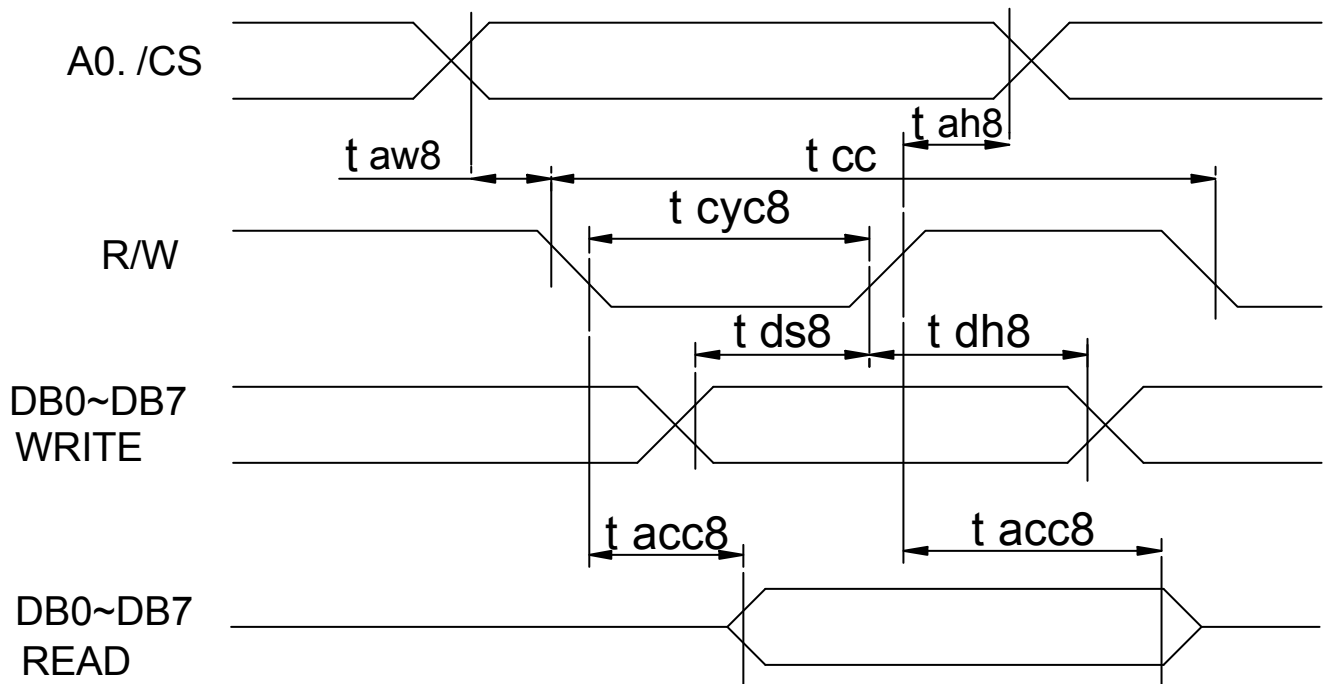 A0. /CS
t ah8
t aw8
t cc
t cyc8
R/W
t ds8
t dh8
DB0~DB7
WRITE
t acc8
t acc8
DB0~DB7
READ